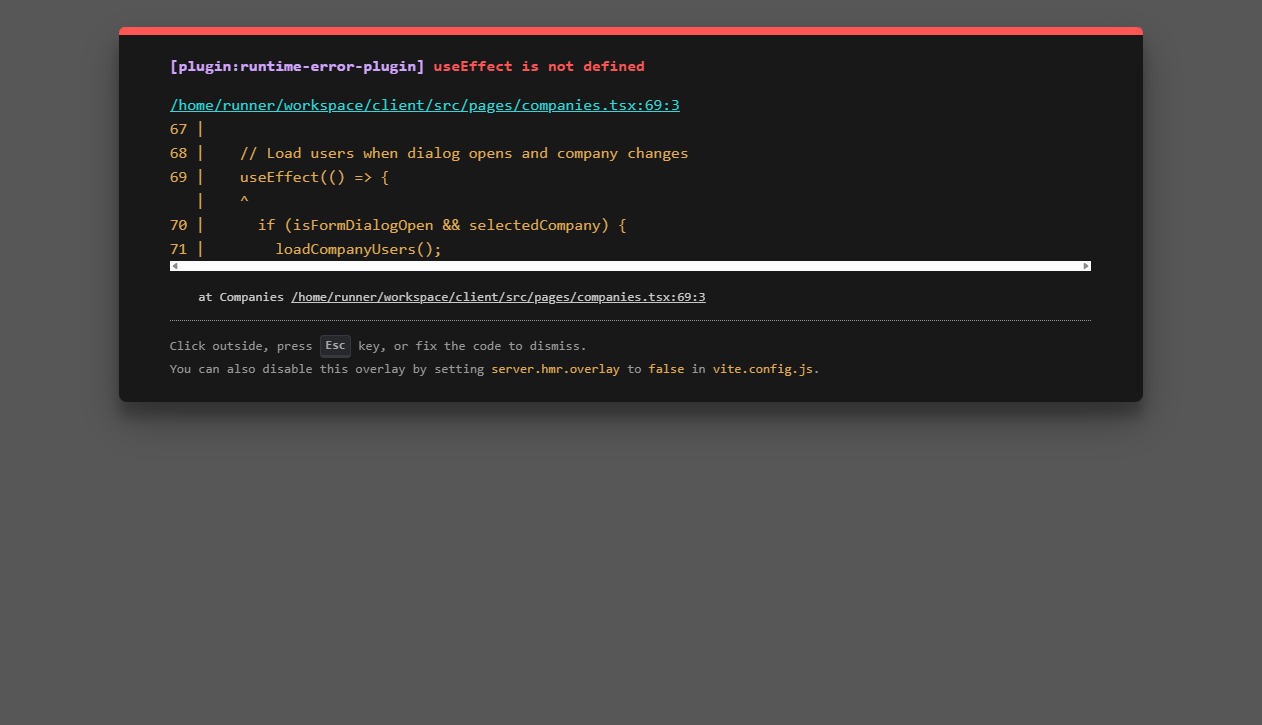 [plugin:runtime-error-plugin] useEffect is not defined
/home/runner/workspace/client/src/pages/companies.tsx:69:3
67 |
68 |    // Load users when dialog opens and company changes
69 |    useEffect(() => {
   |    ^
70 |      if (isFormDialogOpen && selectedCompany) {
71 |        loadCompanyUsers();
at Companies /home/runner/workspace/client/src/pages/companies.tsx:69:3
Click outside, press Esc key, or fix the code to dismiss.
You can also disable this overlay by setting server.hmr.overlay to false in vite.config.js.